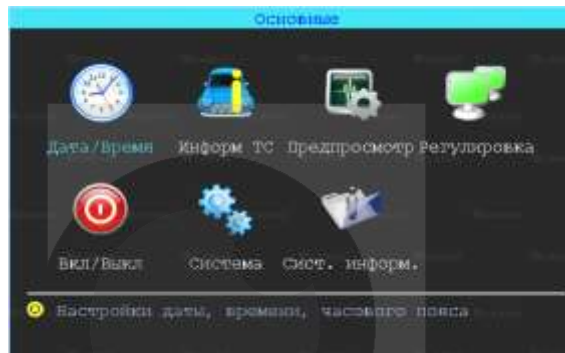 Основные
Дата/Время Информ ТС Предпросмотр Регулировка
Вкл/Выкл Система Сист. информ.
Настройки даты, времени, часового пояса